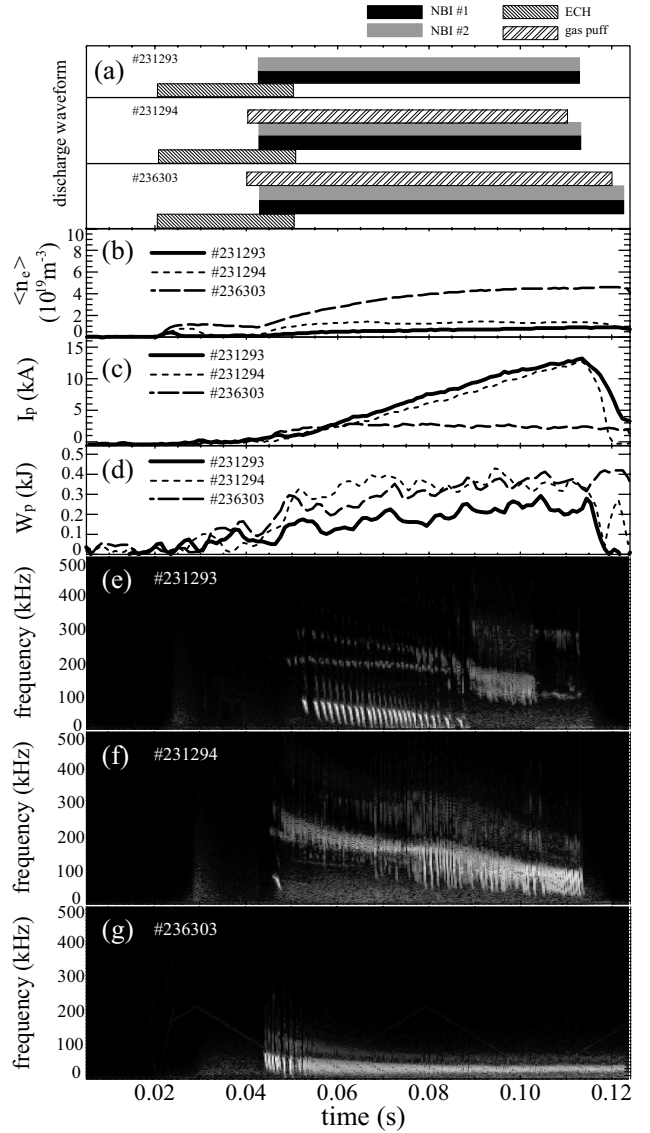 NBI #1 ECH
NBI #2 gas puff
discharge waveform
(a) #231293
#231294
#236303
<n_e>
(10^19m^-3)
10
8
6
4
2
0
(b)
#231293
#231294
#236303
I_p (kA)
15
10
5
0
(c)
#231293
#231294
#236303
W_p (kJ)
0.5
0.4
0.3
0.2
0.1
0
(d)
#231293
#231294
#236303
frequency (kHz)
500
400
300
200
100
0
(e) #231293
frequency (kHz)
500
400
300
200
100
0
(f) #231294
frequency (kHz)
500
400
300
200
100
0
(g) #236303
0.02 0.04 0.06 0.08 0.10 0.12
time (s)